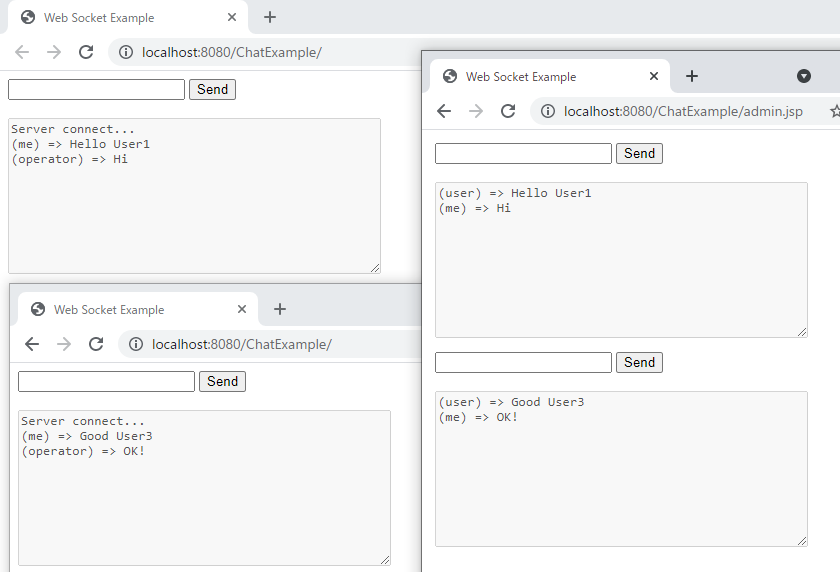 Web Socket Example
localhost:8080/ChatExample/
Send
Server connect...
(me) => Hello User1
(operator) => Hi
Web Socket Example
localhost:8080/ChatExample/
Send
Server connect...
(me) => Good User3
(operator) => OK!
Web Socket Example
localhost:8080/ChatExample/admin.jsp
Send
(user) => Hello User1
(me) => Hi
Send
(user) => Good User3
(me) => OK!